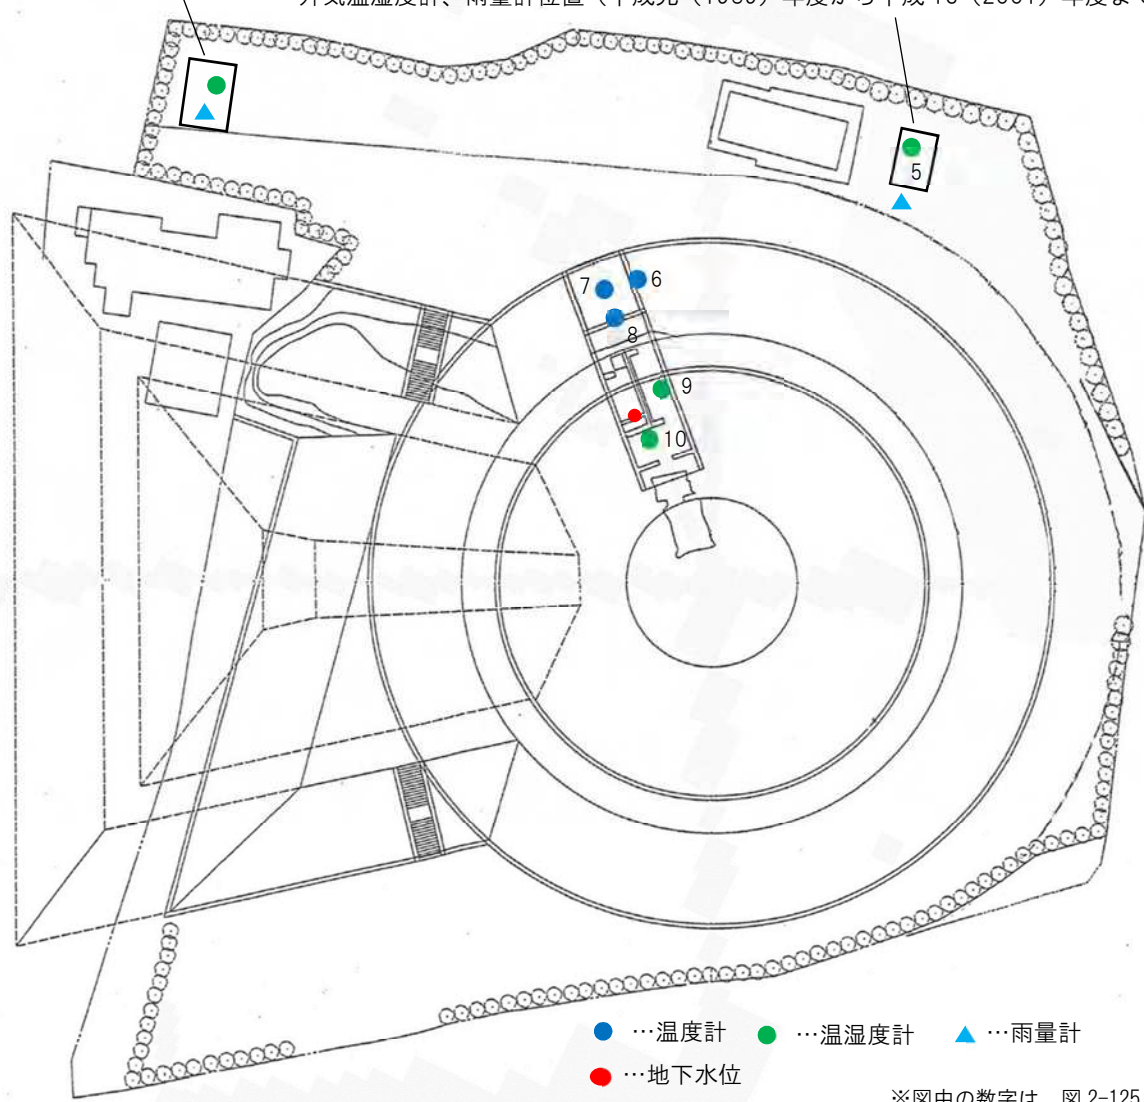 外気温湿度計、雨量計位置(平成元(1989)年度から平成 13(2001)年度まで
5
7
6
8
9
10
…温度計 …温湿度計 …雨量計
…地下水位
※図中の数字は、図 2-125